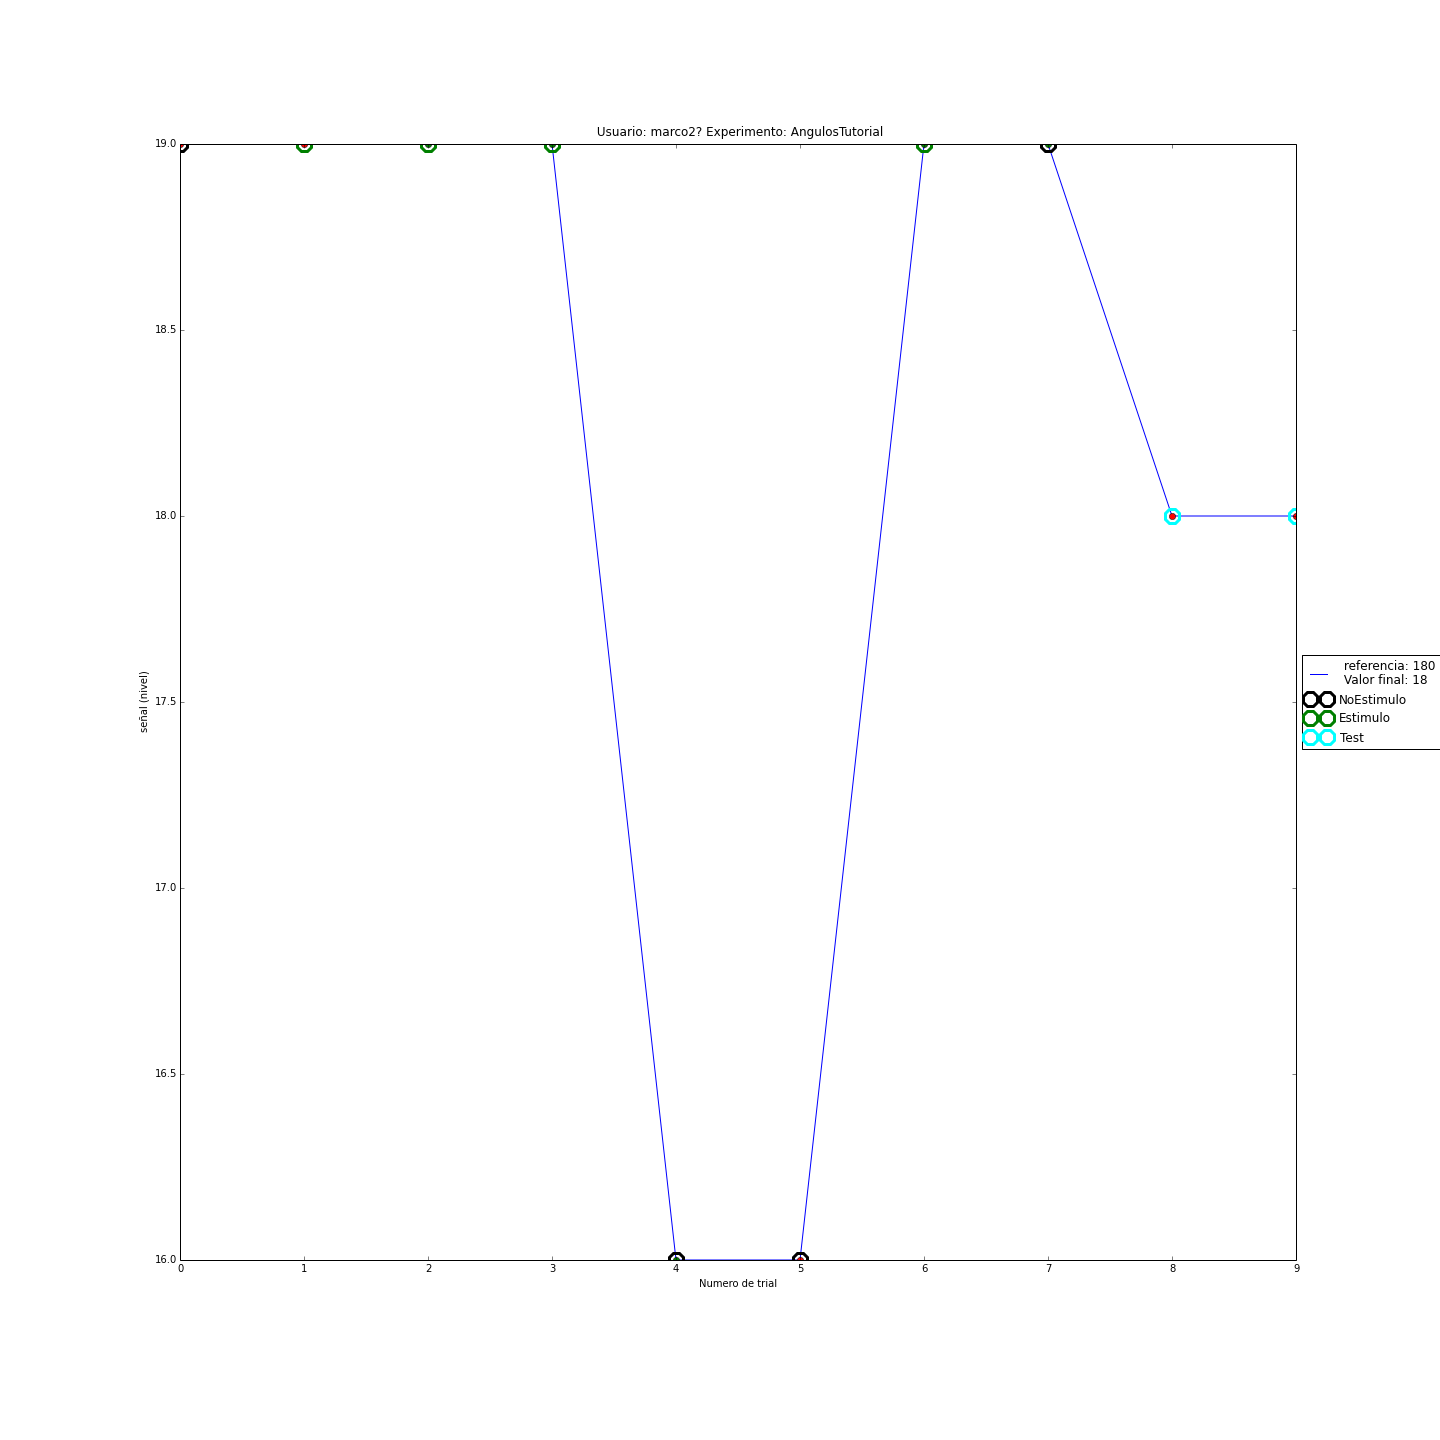 Usuario: marco2? Experimento: AngulosTutorial
19.0
18.5
18.0
17.5
17.0
16.5
16.0
señal (nivel)
0 1 2 3 4 5 6 7 8 9
Numero de trial
referencia: 180
Valor final: 18
NoEstimulo
Estimulo
Test